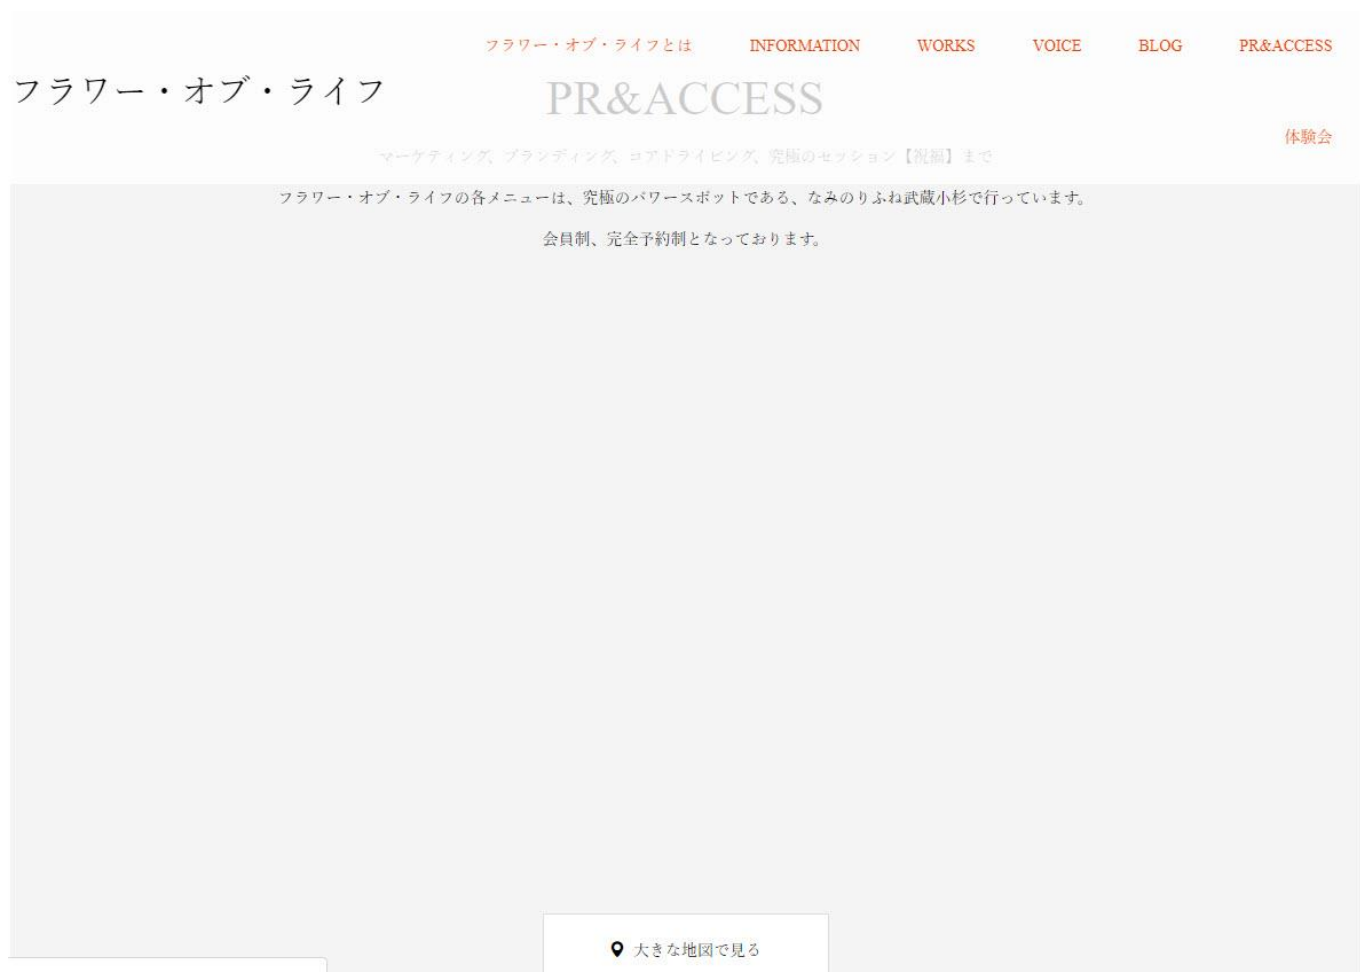 フラワー・オブ・ライフとは INFORMATION WORKS VOICE BLOG PR&ACCESS
フラワー・オブ・ライフ
PR&ACCESS
体験会
マーケティング、ブランディング、コアドライビング、究極のセッション【祝福】まで
フラワー・オブ・ライフの各メニューは、究極のパワースポットである、なみのりふね武蔵小杉で行っています。
会員制、完全予約制となっております。
大きな地図で見る